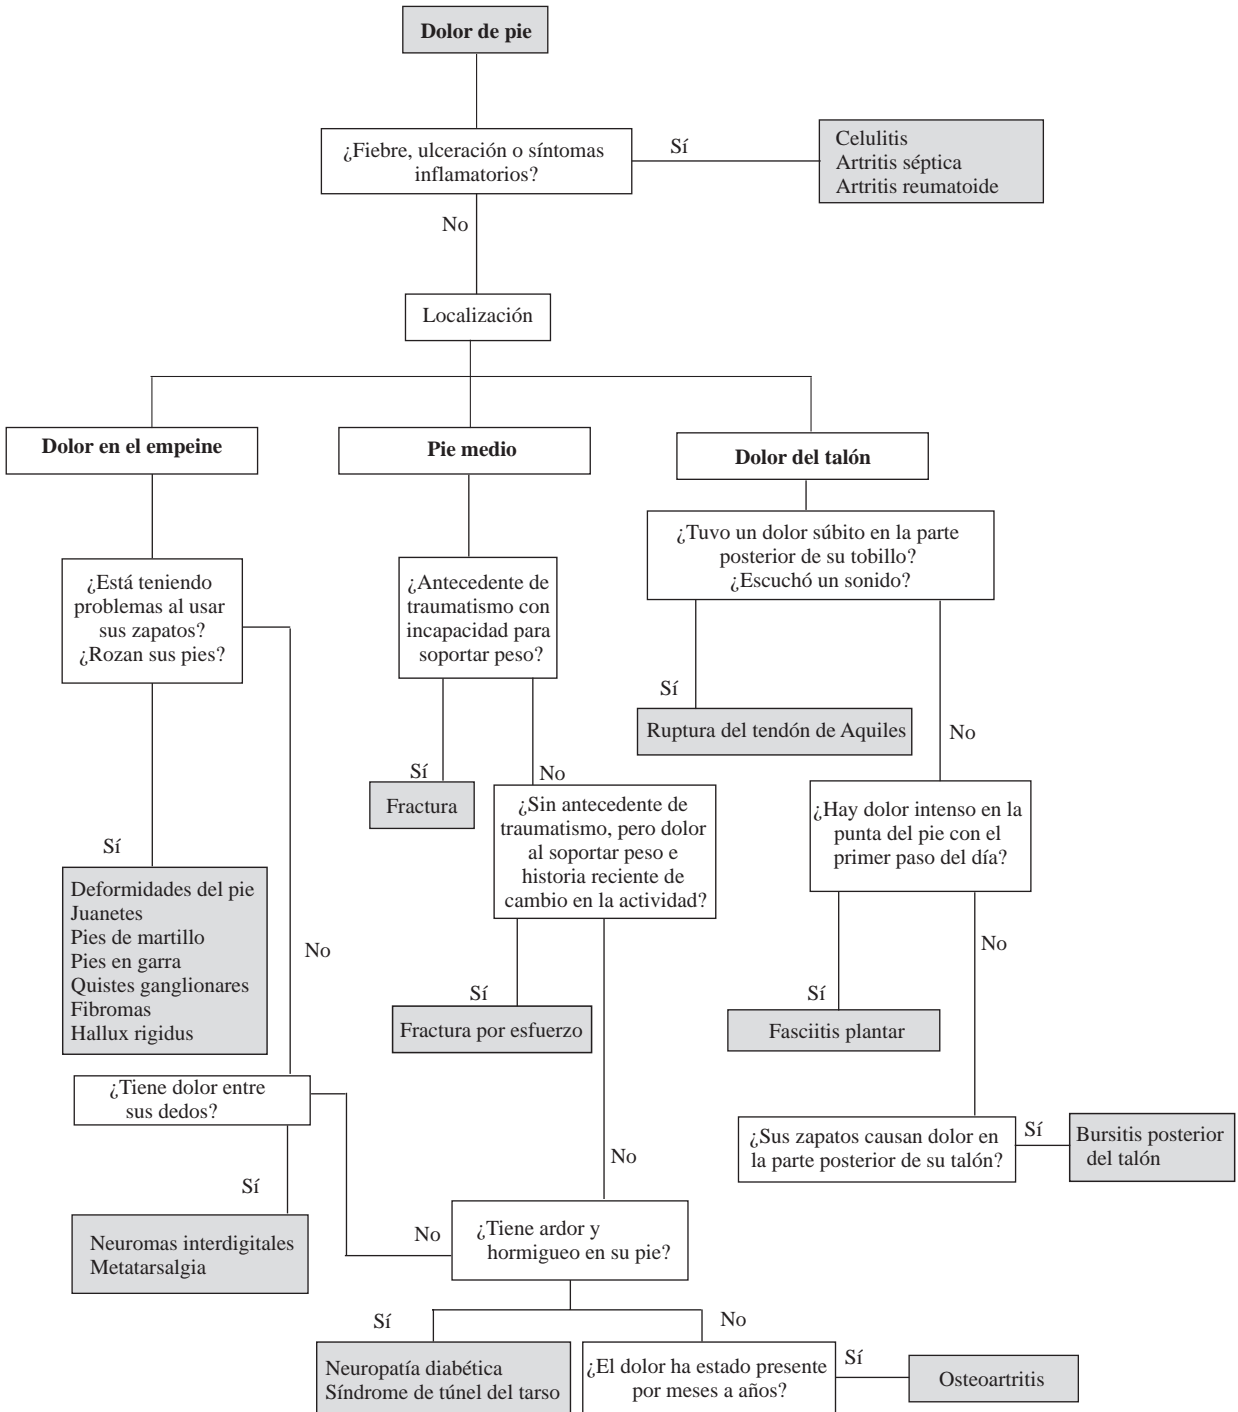 Dolor de pie
¿Fiebre, ulceración o síntomas
inflamatorios?
Sí
Celulitis
Artritis séptica
Artritis reumatoide
No
Localización
Dolor en el empeine
Pie medio
Dolor del talón
¿Está teniendo
problemas al usar
sus zapatos?
¿Rozan sus pies?
¿Antecedente de
traumatismo con
incapacidad para
soportar peso?
¿Tuvo un dolor súbito en la parte
posterior de su tobillo?
¿Escuchó un sonido?
Sí
Ruptura del tendón de Aquiles
No
Sí
Fractura
No
¿Sin antecedente de
traumatismo, pero dolor
al soportar peso e
historia reciente de
cambio en la actividad?
¿Hay dolor intenso en la
punta del pie con el
primer paso del día?
Sí
Deformidades del pie
Juanetes
Pies de martillo
Pies en garra
Quistes ganglionares
Fibromas
Hallux rigidus
No
Sí
Fractura por esfuerzo
Sí
Fasciitis plantar
No
¿Tiene dolor entre
sus dedos?
¿Sus zapatos causan dolor en
la parte posterior de su talón?
Sí
Bursitis posterior
del talón
Sí
Neuromas interdigitales
Metatarsalgia
No
No
¿Tiene ardor y
hormigueo en su pie?
Sí
Neuropatía diabética
Síndrome de túnel del tarso
No
¿El dolor ha estado presente
por meses a años?
Sí
Osteoartritis